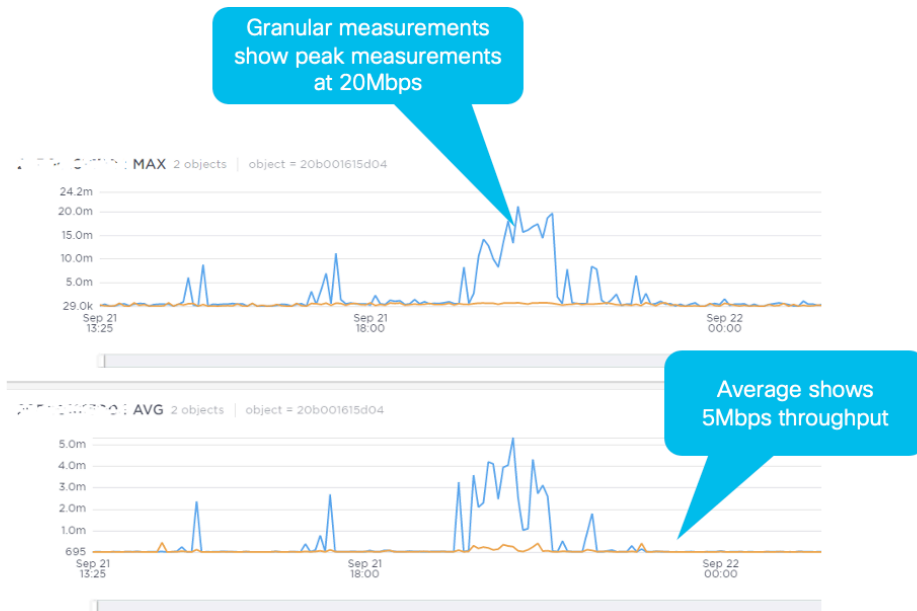 Granular measurements
show peak measurements
at 20Mbps
MAX 2 objects | object = 20b001615d04
24.2m
20.0m
15.0m
10.0m
5.0m
29.0k
Sep 21 Sep 21 Sep 22
13:25 18:00 00:00
Average shows
5Mbps throughput
: AVG 2 objects | object = 20b001615d04
5.0m
4.0m
3.0m
2.0m
1.0m
695
Sep 21 Sep 21 Sep 22
13:25 18:00 00:00